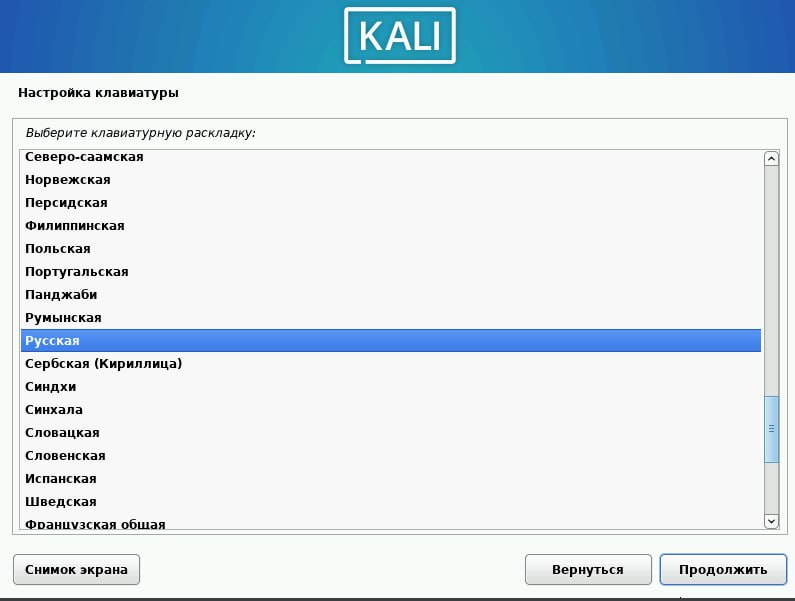 KALI
Настройка клавиатуры
Выберите клавиатурную раскладку:
Северо-саамская
Норвежская
Персидская
Филиппинская
Польская
Португальская
Панджаби
Румынская
Русская
Сербская (Кириллица)
Синдхи
Синхала
Словацкая
Словенская
Испанская
Шведская
Французская общая
Снимок экрана Вернуться Продолжить